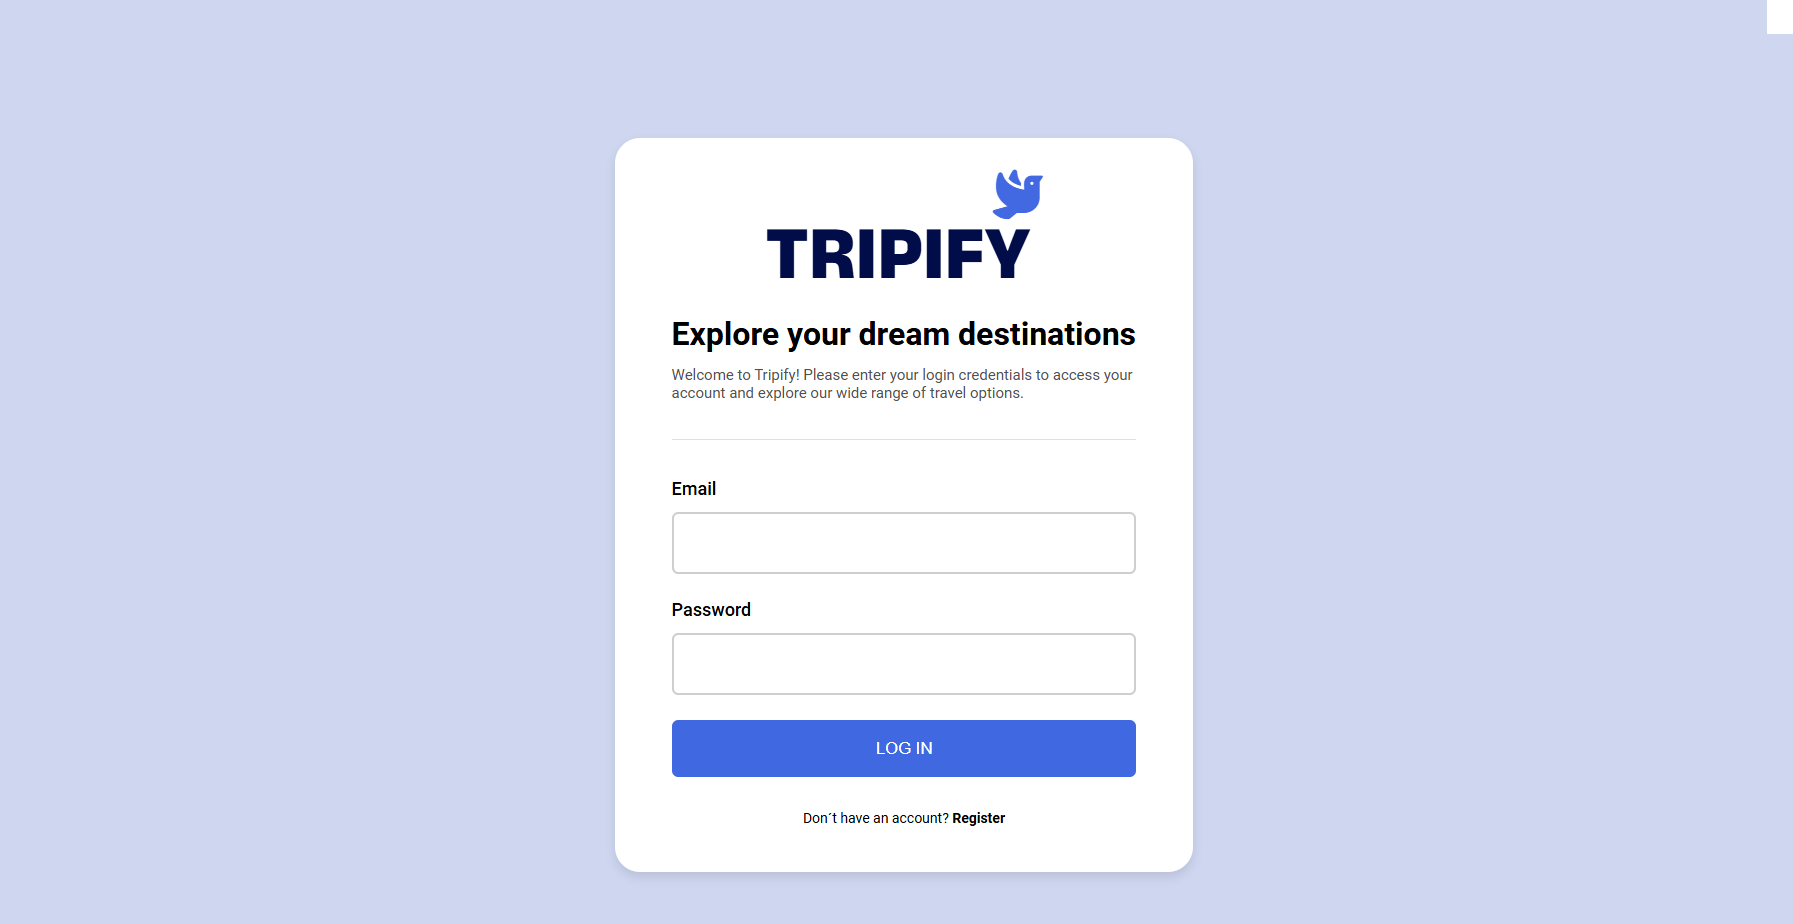 TRIPIFY
Explore your dream destinations
Welcome to Tripify! Please enter your login credentials to access your
account and explore our wide range of travel options.
Email
Password
LOG IN
Don´t have an account? Register